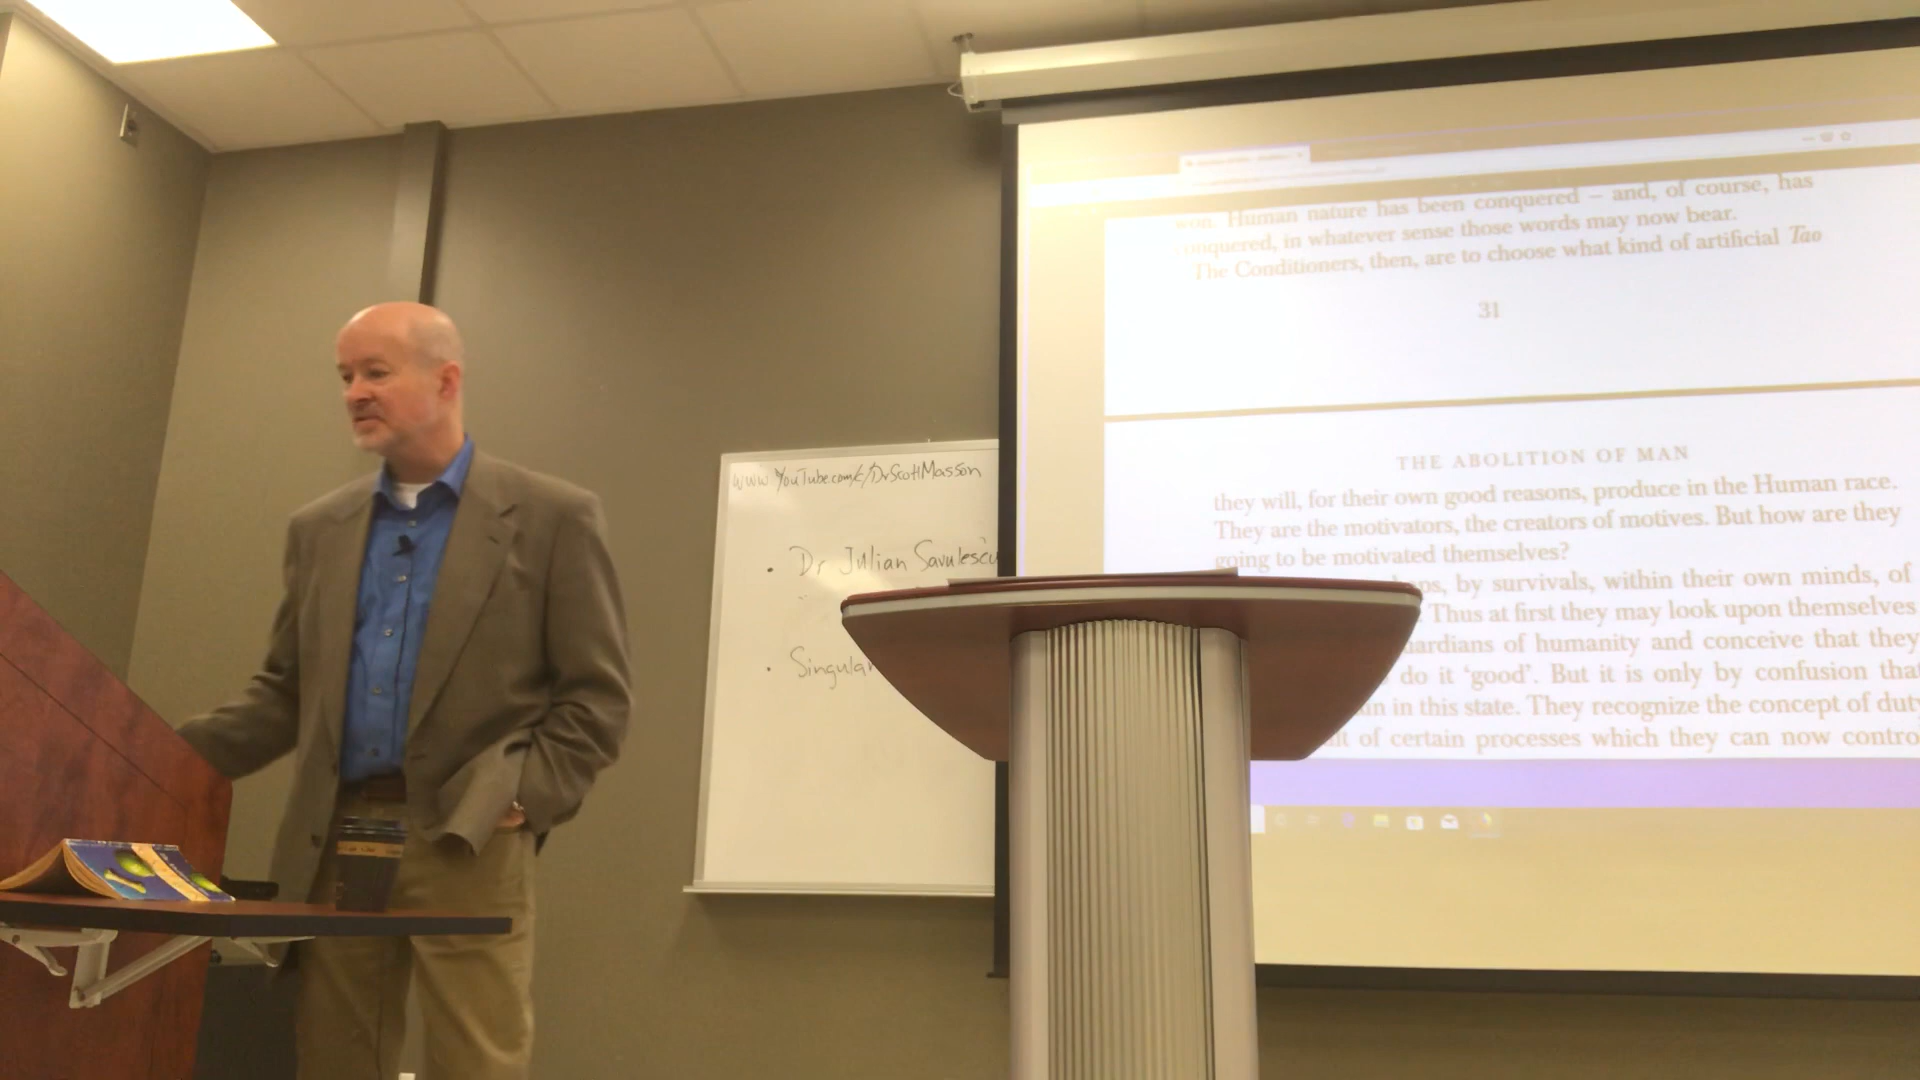 www.YouTube.com/c/DrScottMasson
• Dr Julian Savulescu
• Singular
won. Human nature has been conquered – and, of course, has
conquered, in whatever sense those words may now bear.
The Conditioners, then, are to choose what kind of artificial Tao
31
THE ABOLITION OF MAN
they will, for their own good reasons, produce in the Human race.
They are the motivators, the creators of motives. But how are they
going to be motivated themselves?
by survivals, within their own minds, of
Thus at first they may look upon themselves
of humanity and conceive that they
do it ‘good’. But it is only by confusion that
in this state. They recognize the concept of duty
of certain processes which they can now control